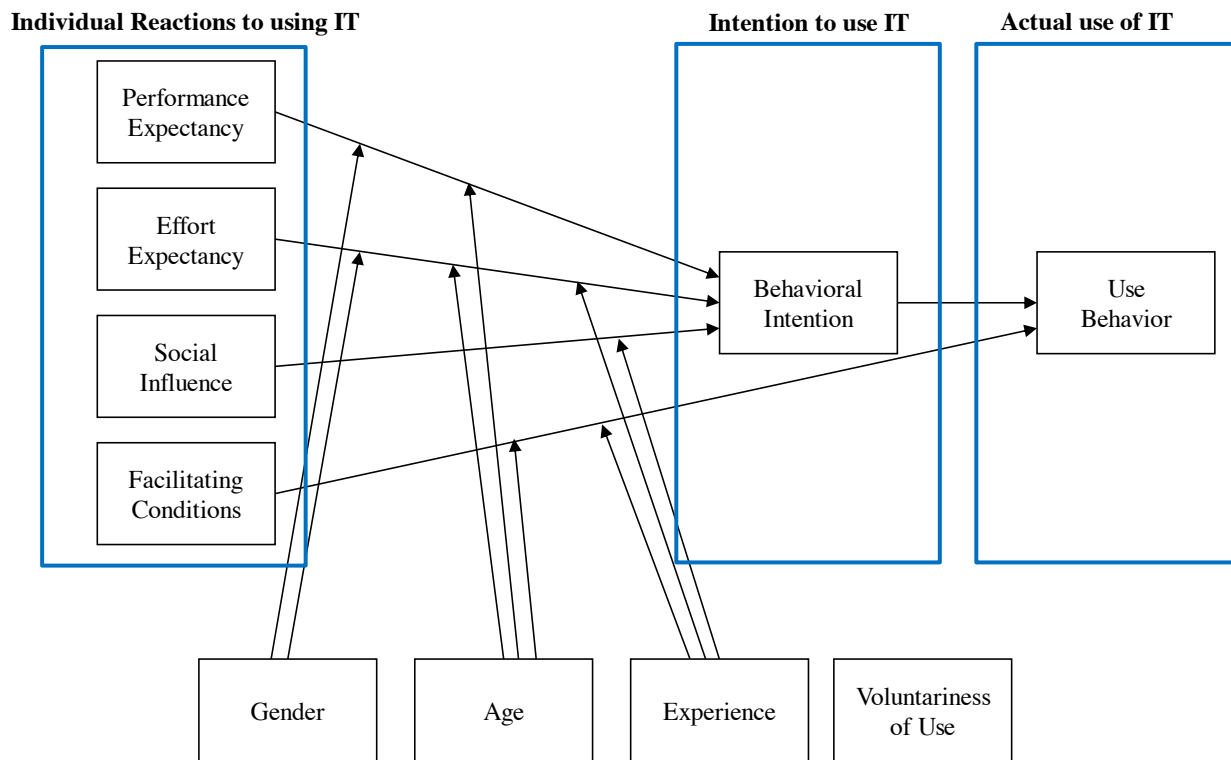 Individual Reactions to using IT
Intention to use IT
Actual use of IT
Performance
Expectancy
Effort
Expectancy
Social
Influence
Facilitating
Conditions
Behavioral
Intention
Use
Behavior
Gender
Age
Experience
Voluntariness
of Use